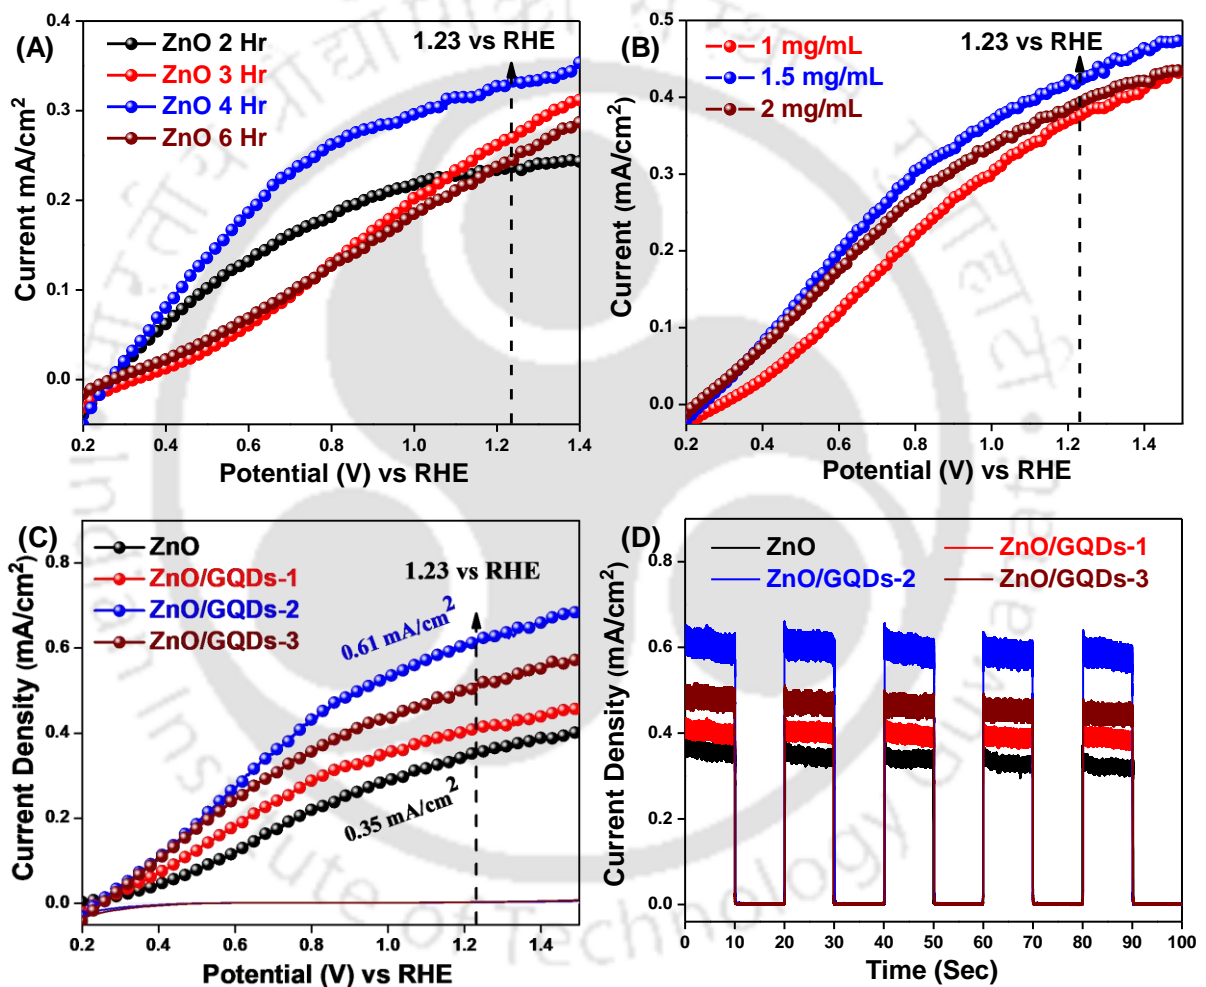 (A)
ZnO 2 Hr
ZnO 3 Hr
ZnO 4 Hr
ZnO 6 Hr
1.23 vs RHE
0.4
0.3
0.2
0.1
0.0
Current mA/cm²
0.2 0.4 0.6 0.8 1.0 1.2 1.4
Potential (V) vs RHE
(B)
1 mg/mL
1.5 mg/mL
2 mg/mL
1.23 vs RHE
0.5
0.4
0.3
0.2
0.1
0.0
Current (mA/cm²)
0.2 0.4 0.6 0.8 1.0 1.2 1.4
Potential (V) vs RHE
(C)
ZnO
ZnO/GQDs-1
ZnO/GQDs-2
ZnO/GQDs-3
1.23 vs RHE
0.61 mA/cm²
0.35 mA/cm²
0.8
0.6
0.4
0.2
0.0
Current Density (mA/cm²)
0.2 0.4 0.6 0.8 1.0 1.2 1.4
Potential (V) vs RHE
(D)
ZnO ZnO/GQDs-1
ZnO/GQDs-2 ZnO/GQDs-3
0.8
0.6
0.4
0.2
0.0
Current Density (mA/cm²)
0 10 20 30 40 50 60 70 80 90 100
Time (Sec)
Indian Institute of Technology Guwahati